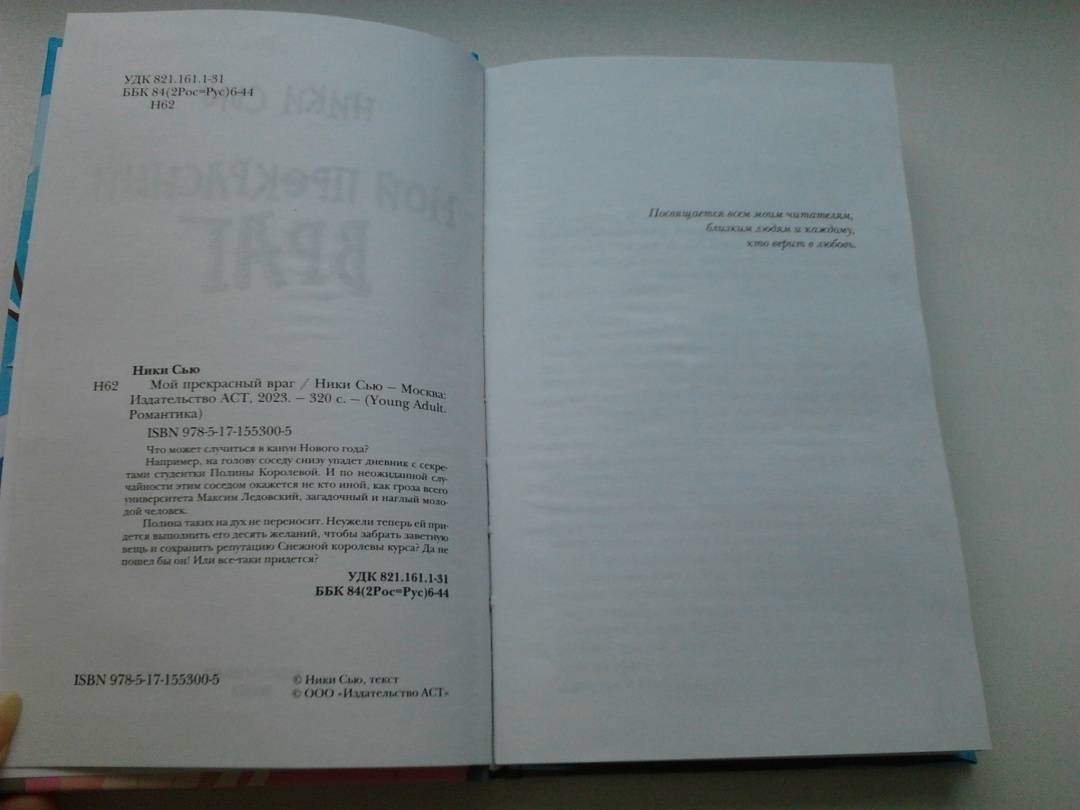 УДК 821.161.1-31
ББК 84(2Рос=Рус)6-44
Н62
НИКИ СЬ
МОЙ ПРЕКРАСНЫЙ
ВРАГ
Ники Сью
Н62 Мой прекрасный враг / Ники Сью — Москва:
Издательство АСТ, 2023. — 320 с. — (Young Adult.
Романтика)
ISBN 978-5-17-155300-5
Что может случиться в канун Нового года?
Например, на голову соседу снизу упадет дневник с секре-
тами студентки Полины Королевой. И по неожиданной слу-
чайности этим соседом окажется не кто иной, как гроза всего
университета Максим Ледовский, загадочный и наглый моло-
дой человек.
Полина таких на дух не переносит. Неужели теперь ей при-
дется выполнить его десять желаний, чтобы забрать заветную
вещь и сохранить репутацию Снежной королевы курса? Да не
пошел бы он! Или все-таки придется?
УДК 821.161.1-31
ББК 84(2Рос=Рус)6-44
ISBN 978-5-17-155300-5
© Ники Сью, текст
© ООО «Издательство АСТ»
Посвящается всем моим читателям,
близким людям и каждому,
кто верит в любовь.